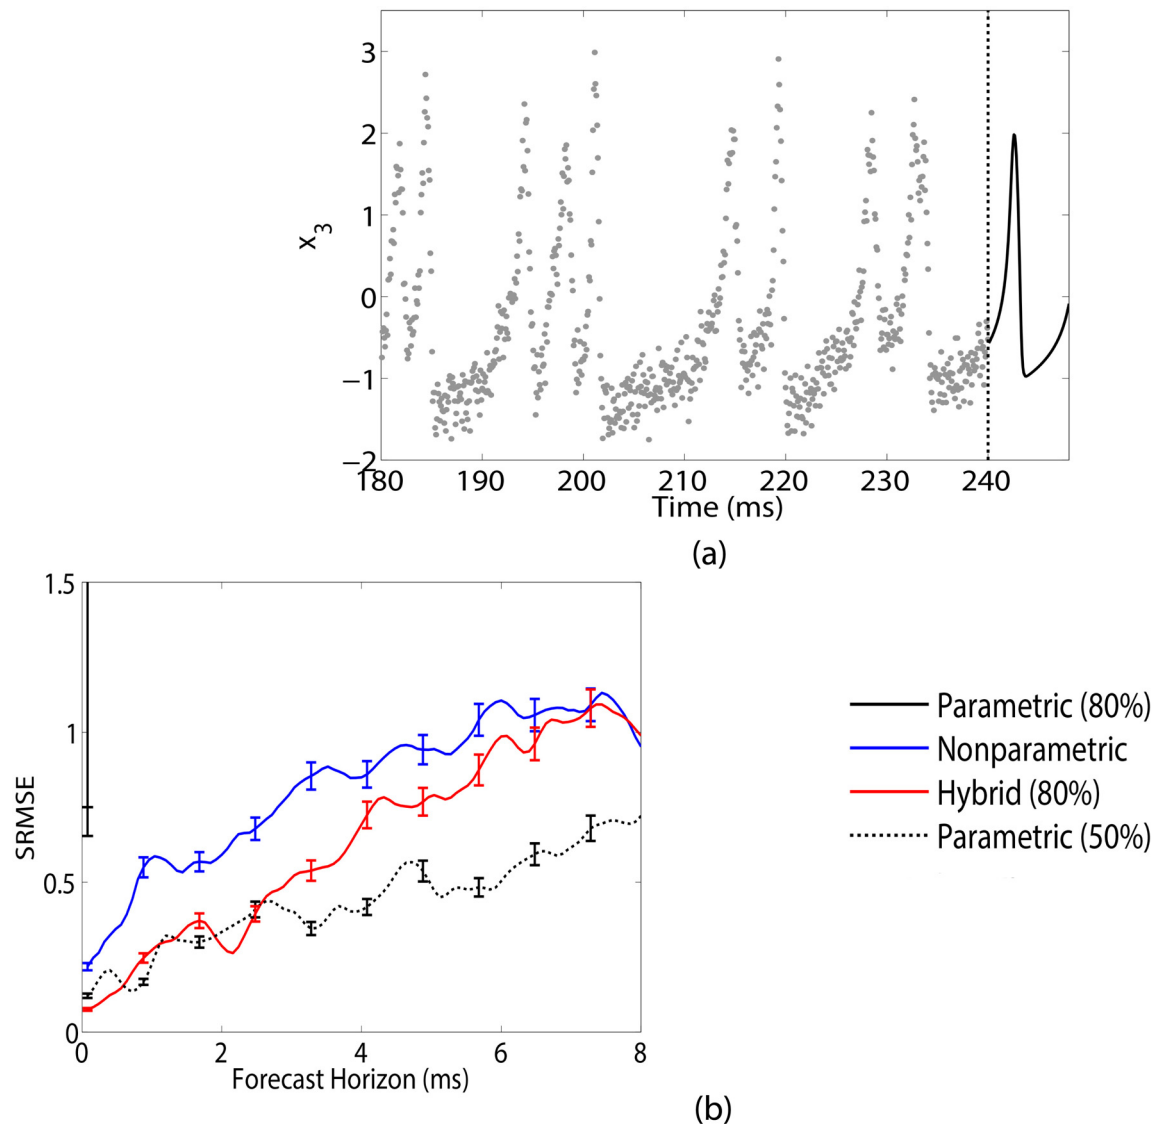 3
2
1
0
−1
−2
x3
180 190 200 210 220 230 240
Time (ms)
(a)
1.5
1
0.5
0
SRMSE
0 2 4 6 8
Forecast Horizon (ms)
Parametric (80%)
Nonparametric
Hybrid (80%)
Parametric (50%)
(b)